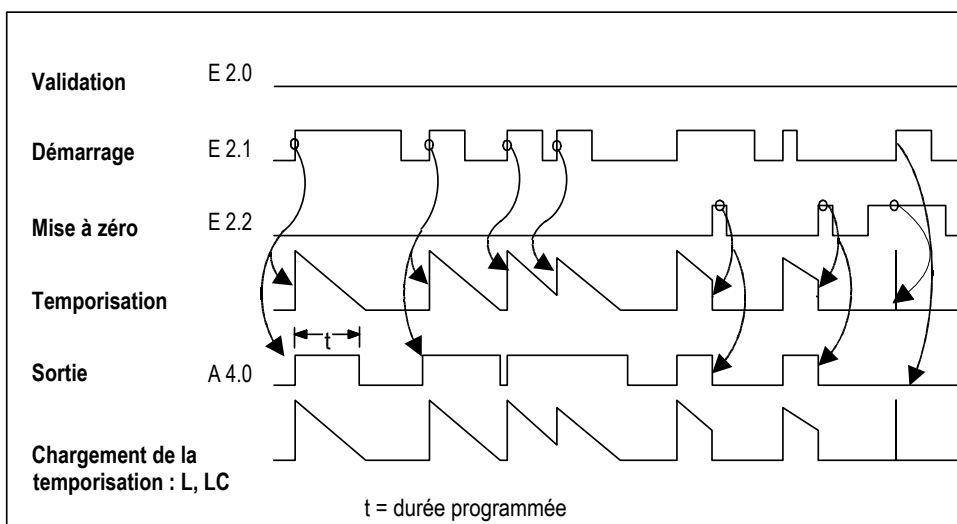 Validation E 2.0
Démarrage E 2.1
Mise à zéro E 2.2
Temporisation
t
Sortie A 4.0
Chargement de la
temporisation : L, LC
t = durée programmée